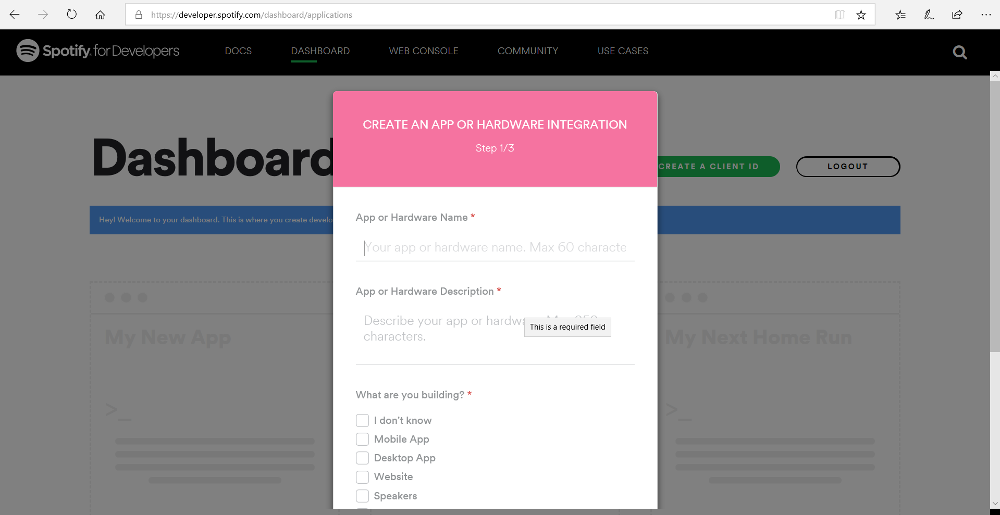 https://developer.spotify.com/dashboard/applications
Spotify for Developers
DOCS
DASHBOARD
WEB CONSOLE
COMMUNITY
USE CASES
CREATE AN APP OR HARDWARE INTEGRATION
Step 1/3
Dashboard
CREATE A CLIENT ID
LOGOUT
Hey! Welcome to your dashboard. This is where you create
App or Hardware Name *
Your app or hardware name. Max 60
App or Hardware Description *
Describe your app or
characters.
This is a required field
My New App
My Next Home Run
>_
>_
What are you building? *
I don't know
Mobile App
Desktop App
Website
Speakers